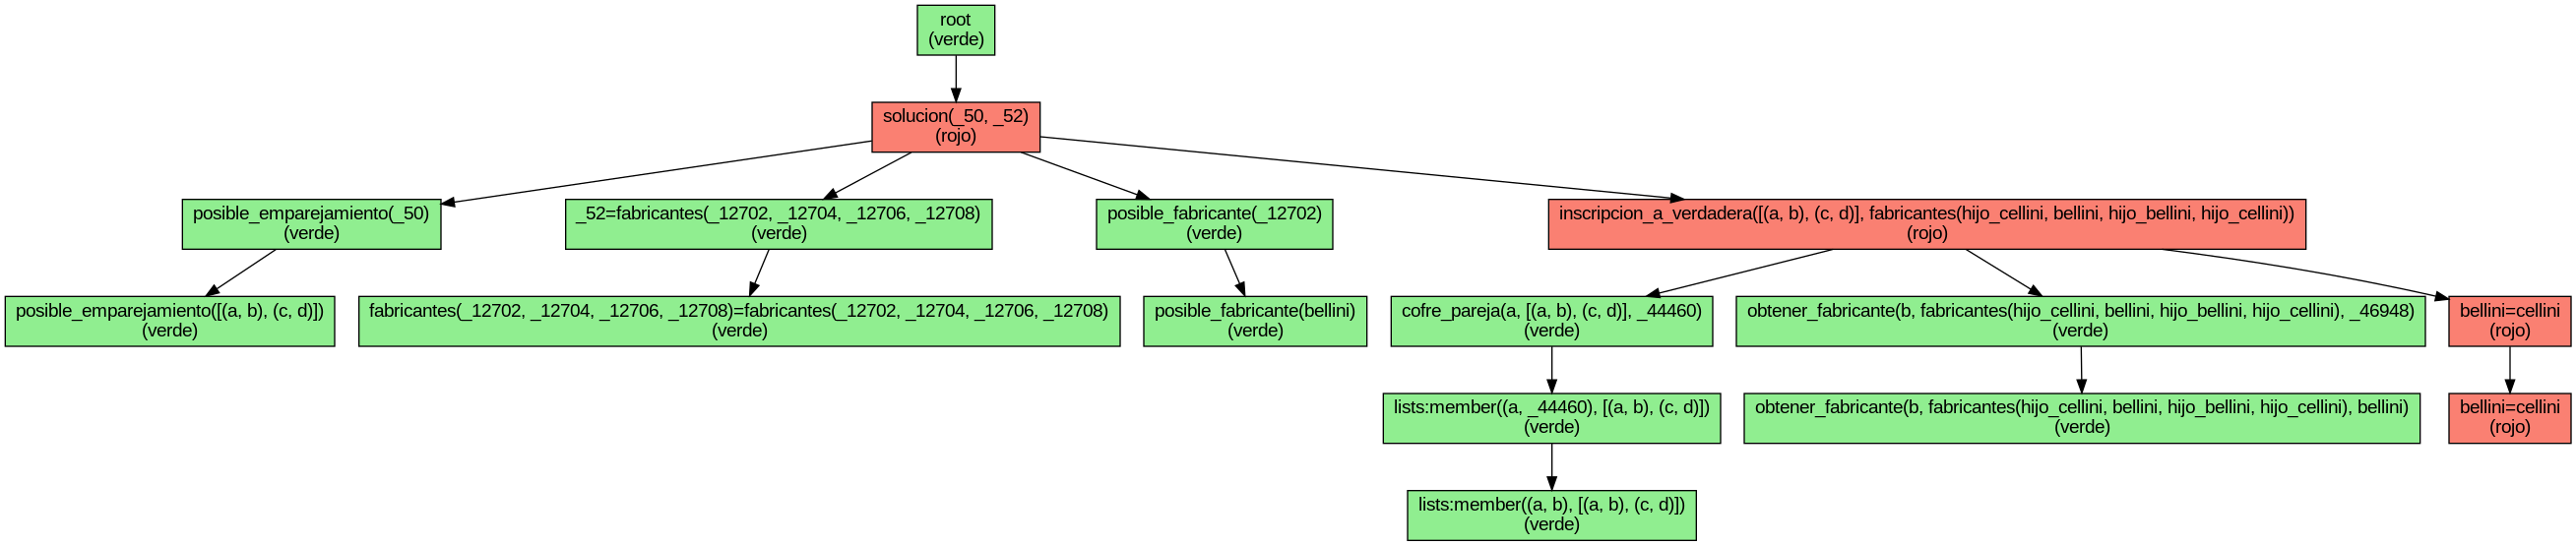 root
(verde)
solucion(_50, _52)
(rojo)
posible_emparejamiento(_50)
(verde)
_52=fabricantes(_12702, _12704, _12706, _12708)
(verde)
posible_fabricante(_12702)
(verde)
inscripcion_a_verdadera([(a, b), (c, d)], fabricantes(hijo_cellini, bellini, hijo_bellini, hijo_cellini))
(rojo)
posible_emparejamiento([(a, b), (c, d)])
(verde)
fabricantes(_12702, _12704, _12706, _12708)=fabricantes(_12702, _12704, _12706, _12708)
(verde)
posible_fabricante(bellini)
(verde)
cofre_pareja(a, [(a, b), (c, d)], _44460)
(verde)
obtener_fabricante(b, fabricantes(hijo_cellini, bellini, hijo_bellini, hijo_cellini), _46948)
(verde)
bellini=cellini
(rojo)
lists:member((a, _44460), [(a, b), (c, d)])
(verde)
obtener_fabricante(b, fabricantes(hijo_cellini, bellini, hijo_bellini, hijo_cellini), bellini)
(verde)
bellini=cellini
(rojo)
lists:member((a, b), [(a, b), (c, d)])
(verde)